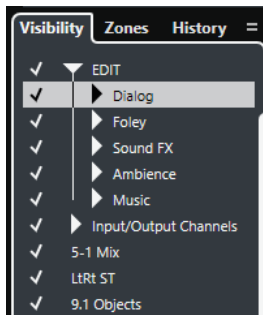 Visibility Zones History
EDIT
Dialog
Foley
Sound FX
Ambience
Music
Input/Output Channels
5-1 Mix
LtRt ST
9.1 Objects